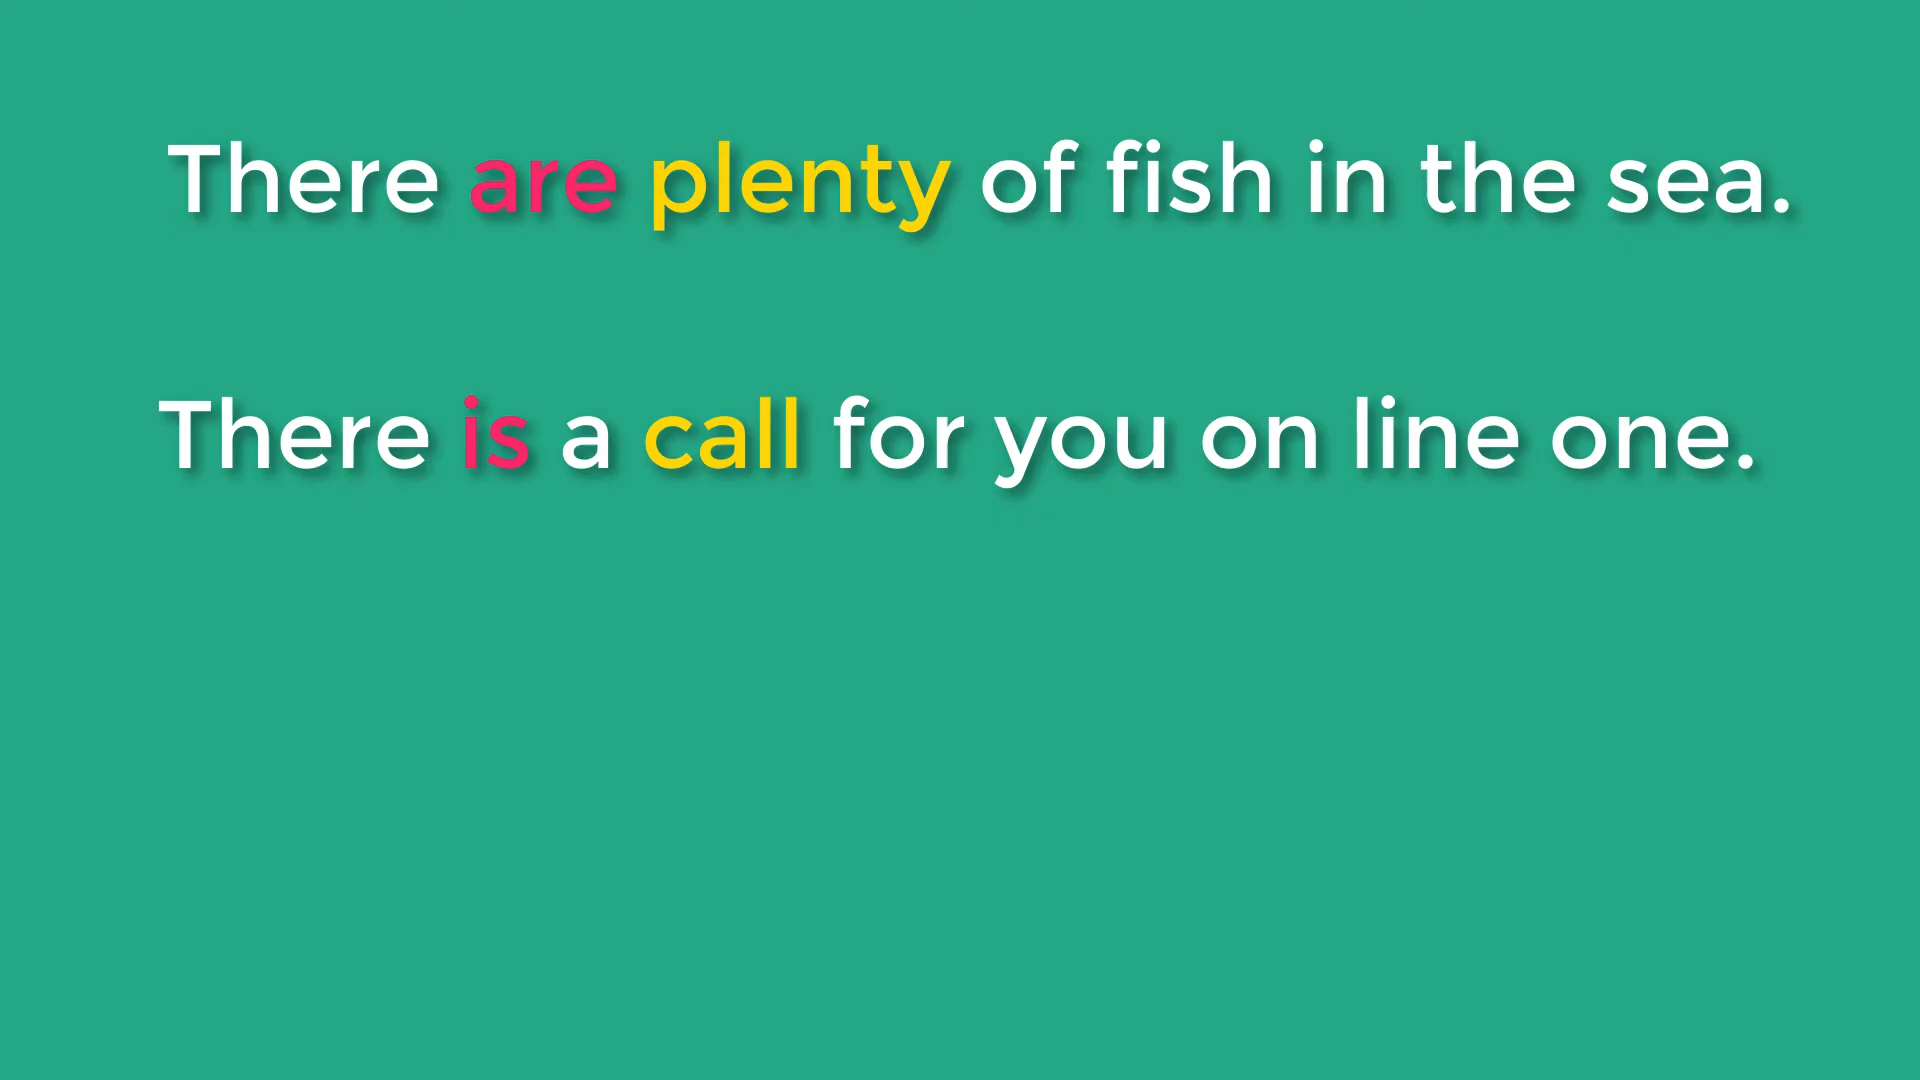 There are plenty of fish in the sea.
There is a call for you on line one.